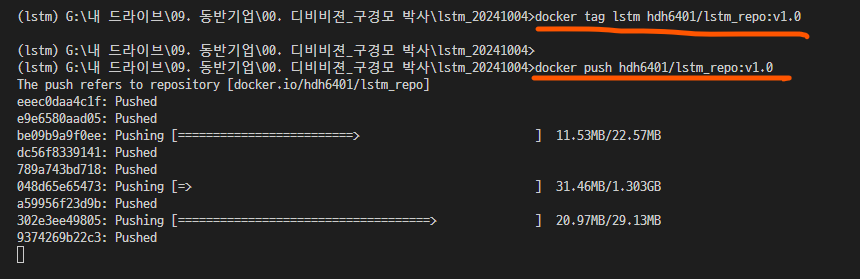 (lstm) G:\내 드라이브\09. 동반기업\00. 디비비젼_구경모 박사\lstm_20241004>docker tag lstm hdh6401/lstm_repo:v1.0
(lstm) G:\내 드라이브\09. 동반기업\00. 디비비젼_구경모 박사\lstm_20241004>
(lstm) G:\내 드라이브\09. 동반기업\00. 디비비젼_구경모 박사\lstm_20241004>docker push hdh6401/lstm_repo:v1.0
The push refers to repository [docker.io/hdh6401/lstm_repo]
eeec0daa4c1f: Pushed
e9e6580aad05: Pushed
be09b9a9f0ee: Pushing [=========================>                         ]  11.53MB/22.57MB
dc56f8339141: Pushed
789a743bd718: Pushed
048d65e65473: Pushing [=>                                                 ]  31.46MB/1.303GB
a59956f23d9b: Pushed
302e3ee49805: Pushing [====================================>              ]  20.97MB/29.13MB
9374269b22c3: Pushed